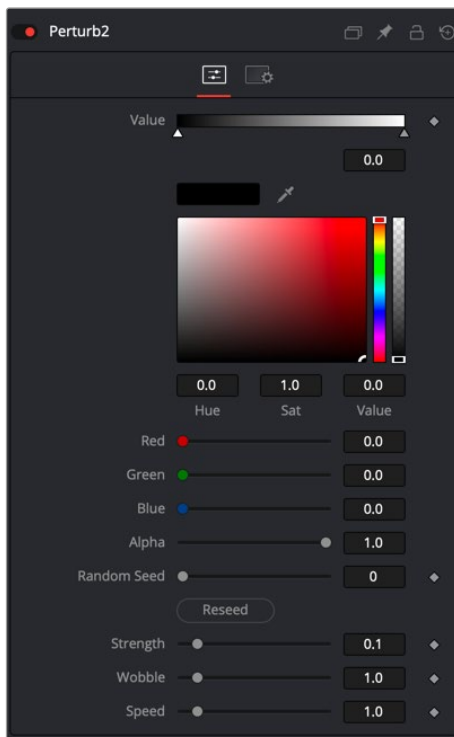 Perturb2
Value
0.0
0.0 1.0 0.0
Hue Sat Value
Red 0.0
Green 0.0
Blue 0.0
Alpha 1.0
Random Seed 0
Reseed
Strength 0.1
Wobble 1.0
Speed 1.0